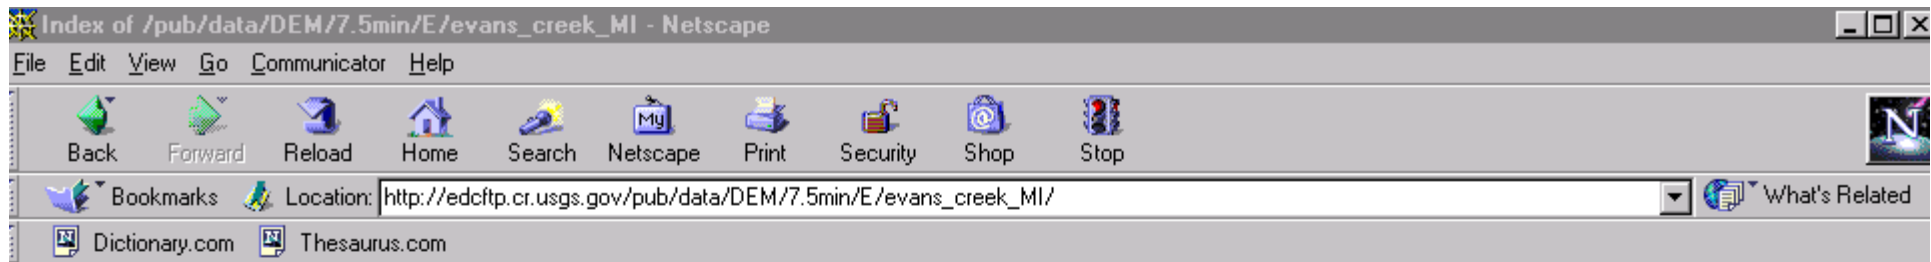 Index of /pub/data/DEM/7.5min/E/evans_creek_MI - Netscape
File Edit View Go Communicator Help
My N
Back Forward Reload Home Search Netscape Print Security Shop Stop
Bookmarks Location: http://edcftp.cr.usgs.gov/pub/data/DEM/7.5min/E/evans_creek_MI/ What's Related
Dictionary.com Thesaurus.com